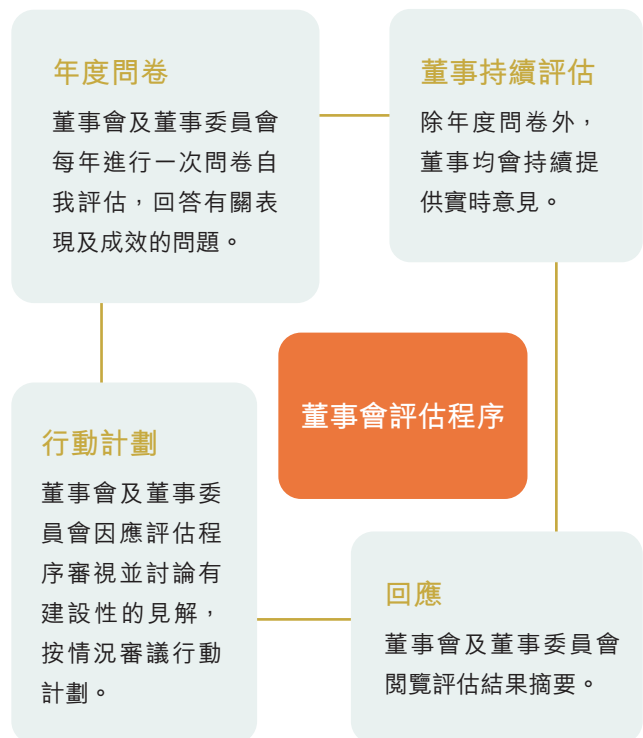 年度問卷
董事會及董事委員會
每年進行一次問卷自
我評估，回答有關表
現及成效的問題。
董事持續評估
除年度問卷外，
董事均會持續提
供實時意見。
董事會評估程序
行動計劃
董事會及董事委
員會因應評估程
序審視並討論有
建設性的見解，
按情況審議行動
計劃。
回應
董事會及董事委員會
閲覽評估結果摘要。